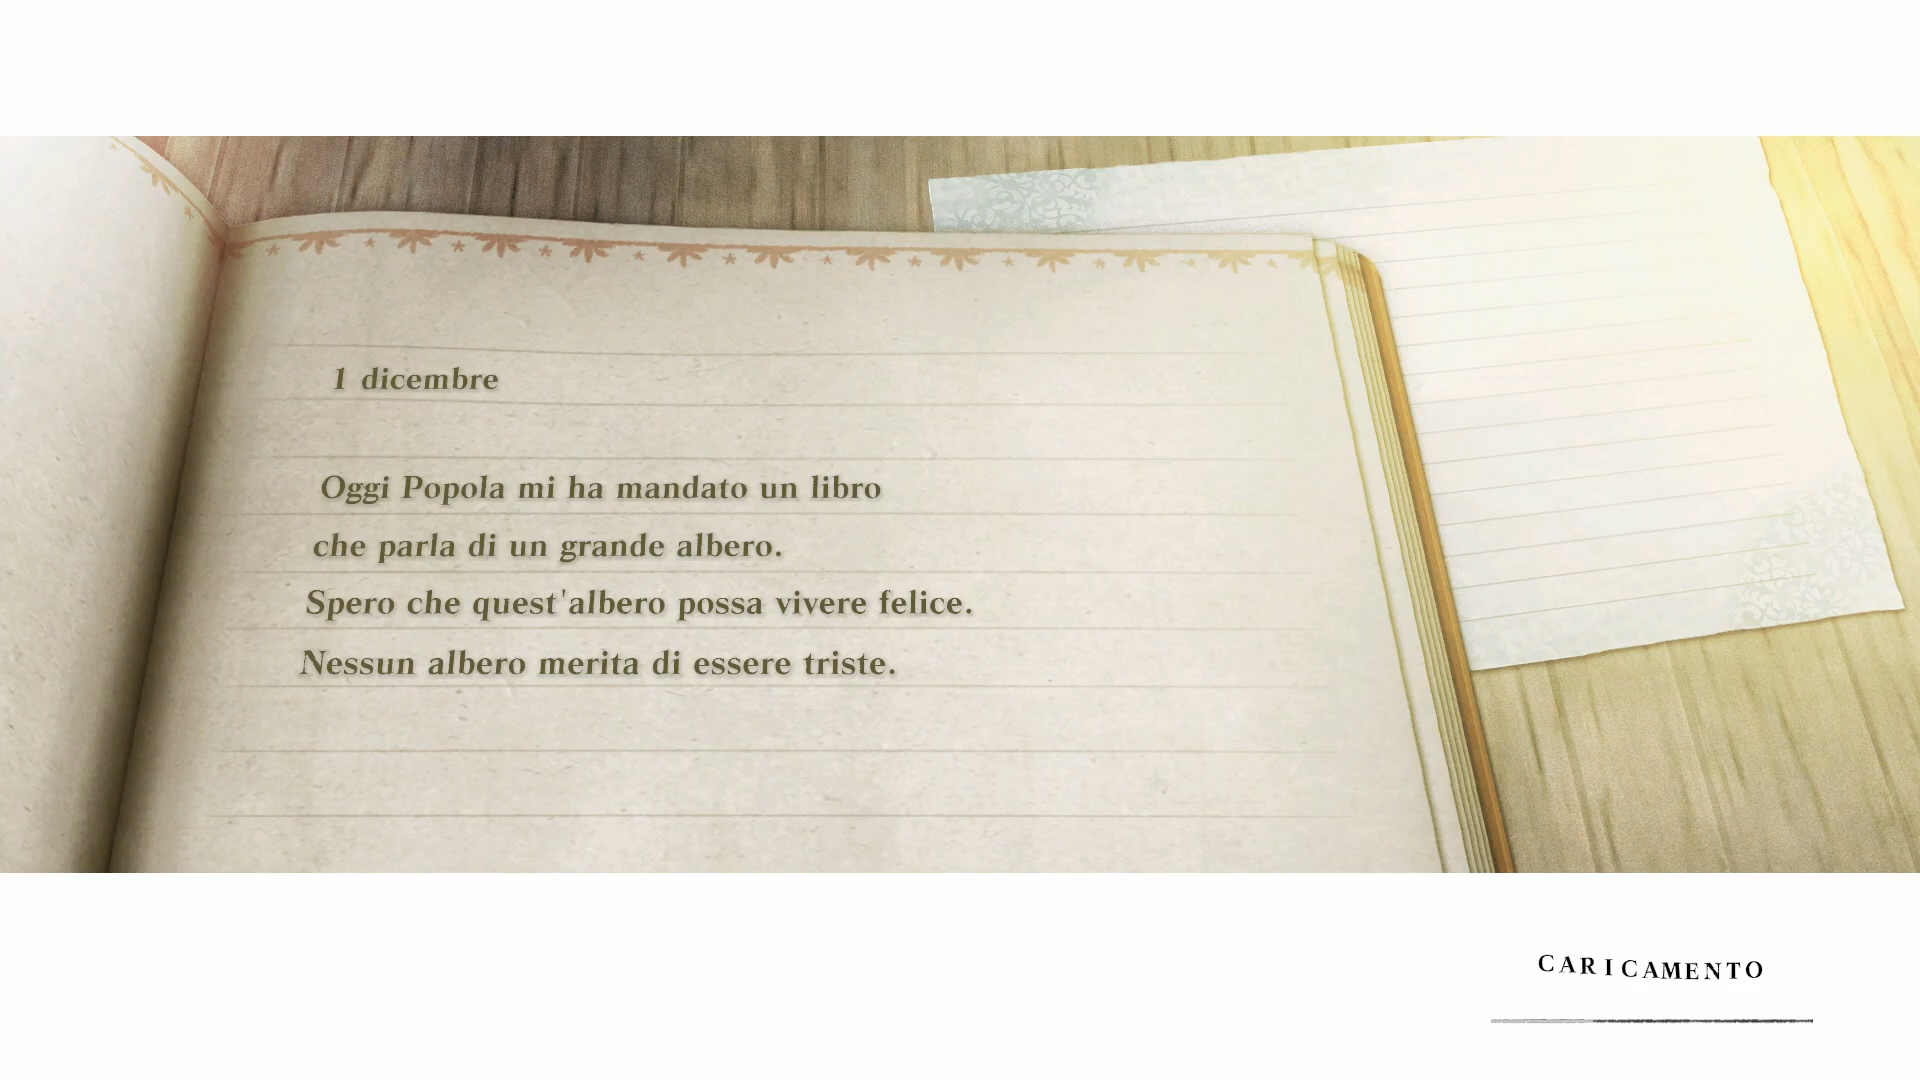 1 dicembre
Oggi Popola mi ha mandato un libro
che parla di un grande albero.
Spero che quest'albero possa vivere felice.
Nessun albero merita di essere triste.
CARICAMENTO